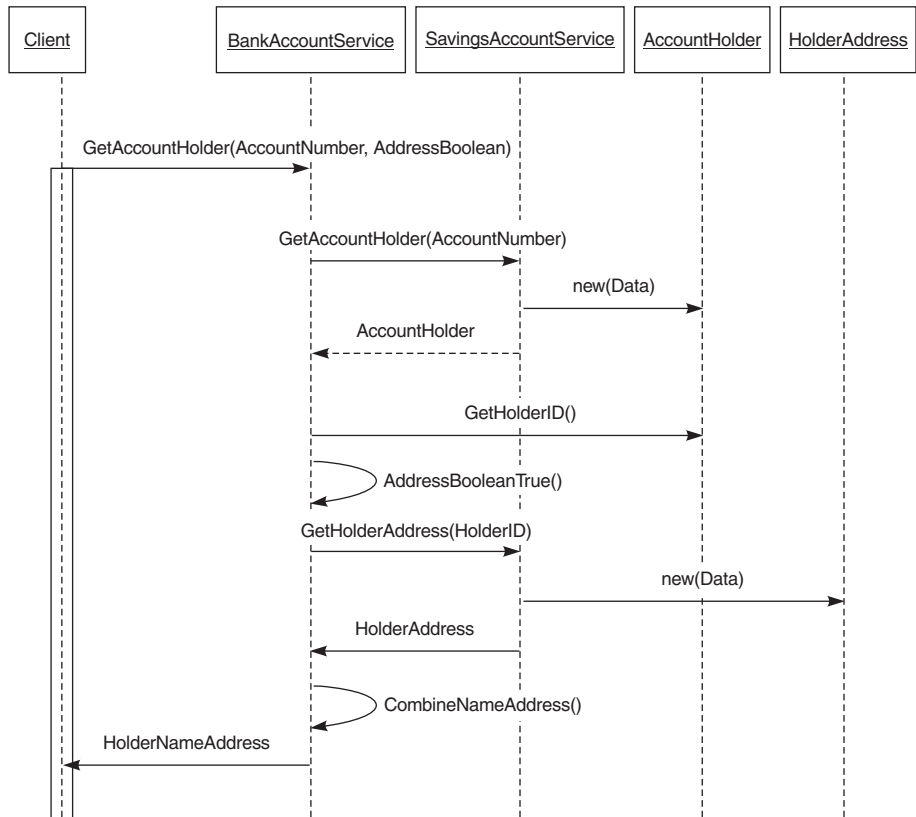 Client
BankAccountService
SavingsAccountService
AccountHolder
HolderAddress
GetAccountHolder(AccountNumber, AddressBoolean)
GetAccountHolder(AccountNumber)
new(Data)
AccountHolder
GetHolderID()
AddressBooleanTrue()
GetHolderAddress(HolderID)
new(Data)
HolderAddress
CombineNameAddress()
HolderNameAddress